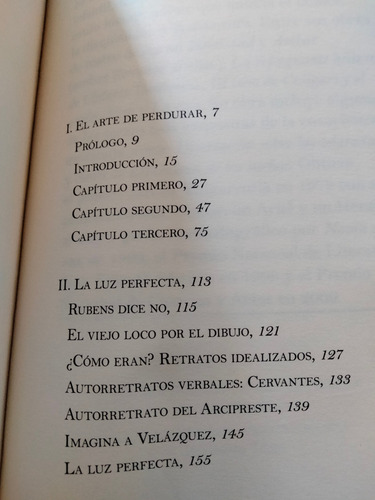 I. El arte de perdurar, 7
Prólogo, 9
Introducción, 15
Capítulo primero, 27
Capítulo segundo, 47
Capítulo tercero, 75
II. La luz perfecta, 113
Rubens dice no, 115
El viejo loco por el dibujo, 121
¿Cómo eran? Retratos idealizados, 127
Autorretratos verbales: Cervantes, 133
Autorretrato del Arcipreste, 139
Imagina a Velázquez, 145
La luz perfecta, 155